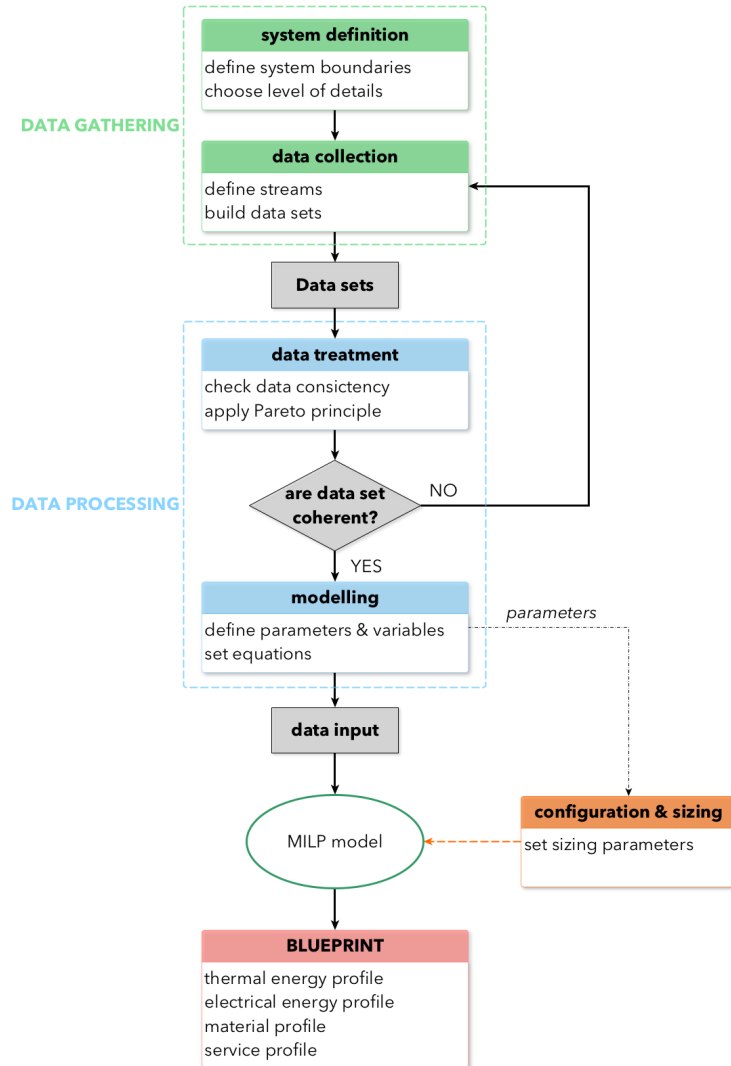 system definition
define system boundaries
choose level of details
DATA GATHERING
data collection
define streams
build data sets
Data sets
data treatment
check data consictency
apply Pareto principle
are data set
coherent?
NO
DATA PROCESSING
YES
modelling
define parameters & variables
set equations
parameters
data input
configuration & sizing
set sizing parameters
MILP model
BLUEPRINT
thermal energy profile
electrical energy profile
material profile
service profile